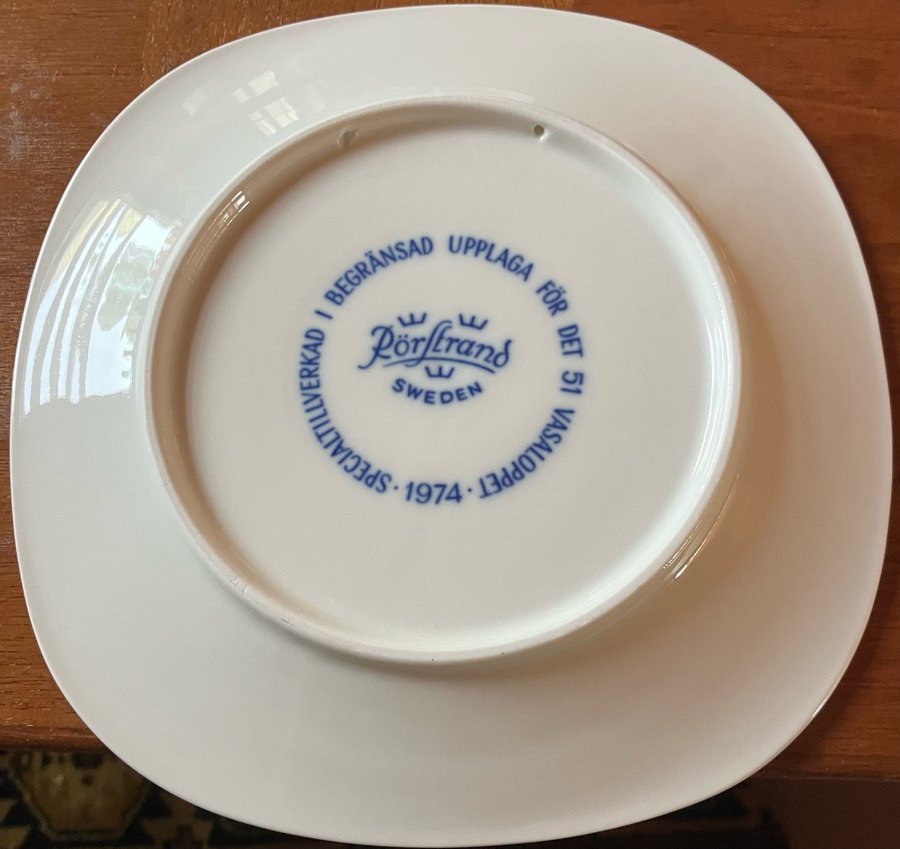 SPECIALTILLVERKAD I BEGRÄNSAD UPPLAGA FÖR DET 51 VASALOPPET
· 1974 ·
Rörstrand
SWEDEN